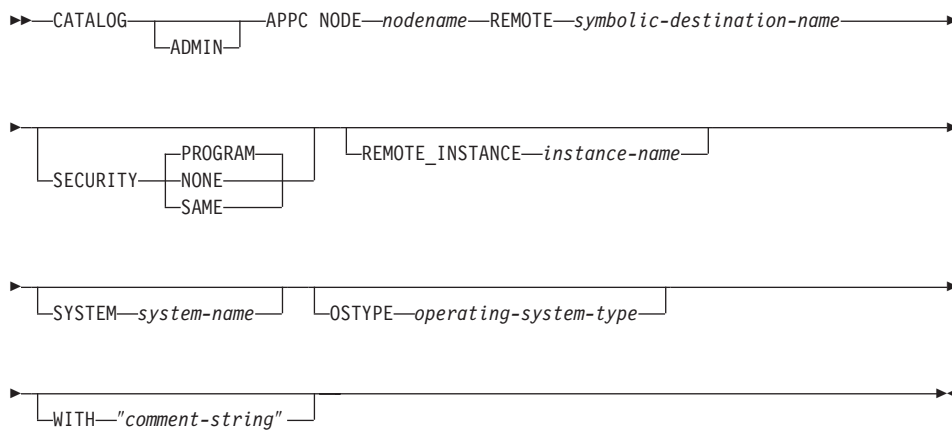 CATALOG APPC NODE nodename REMOTE symbolic-destination-name
ADMIN
PROGRAM
SECURITY NONE
SAME
REMOTE_INSTANCE instance-name
SYSTEM system-name OSTYPE operating-system-type
WITH "comment-string"